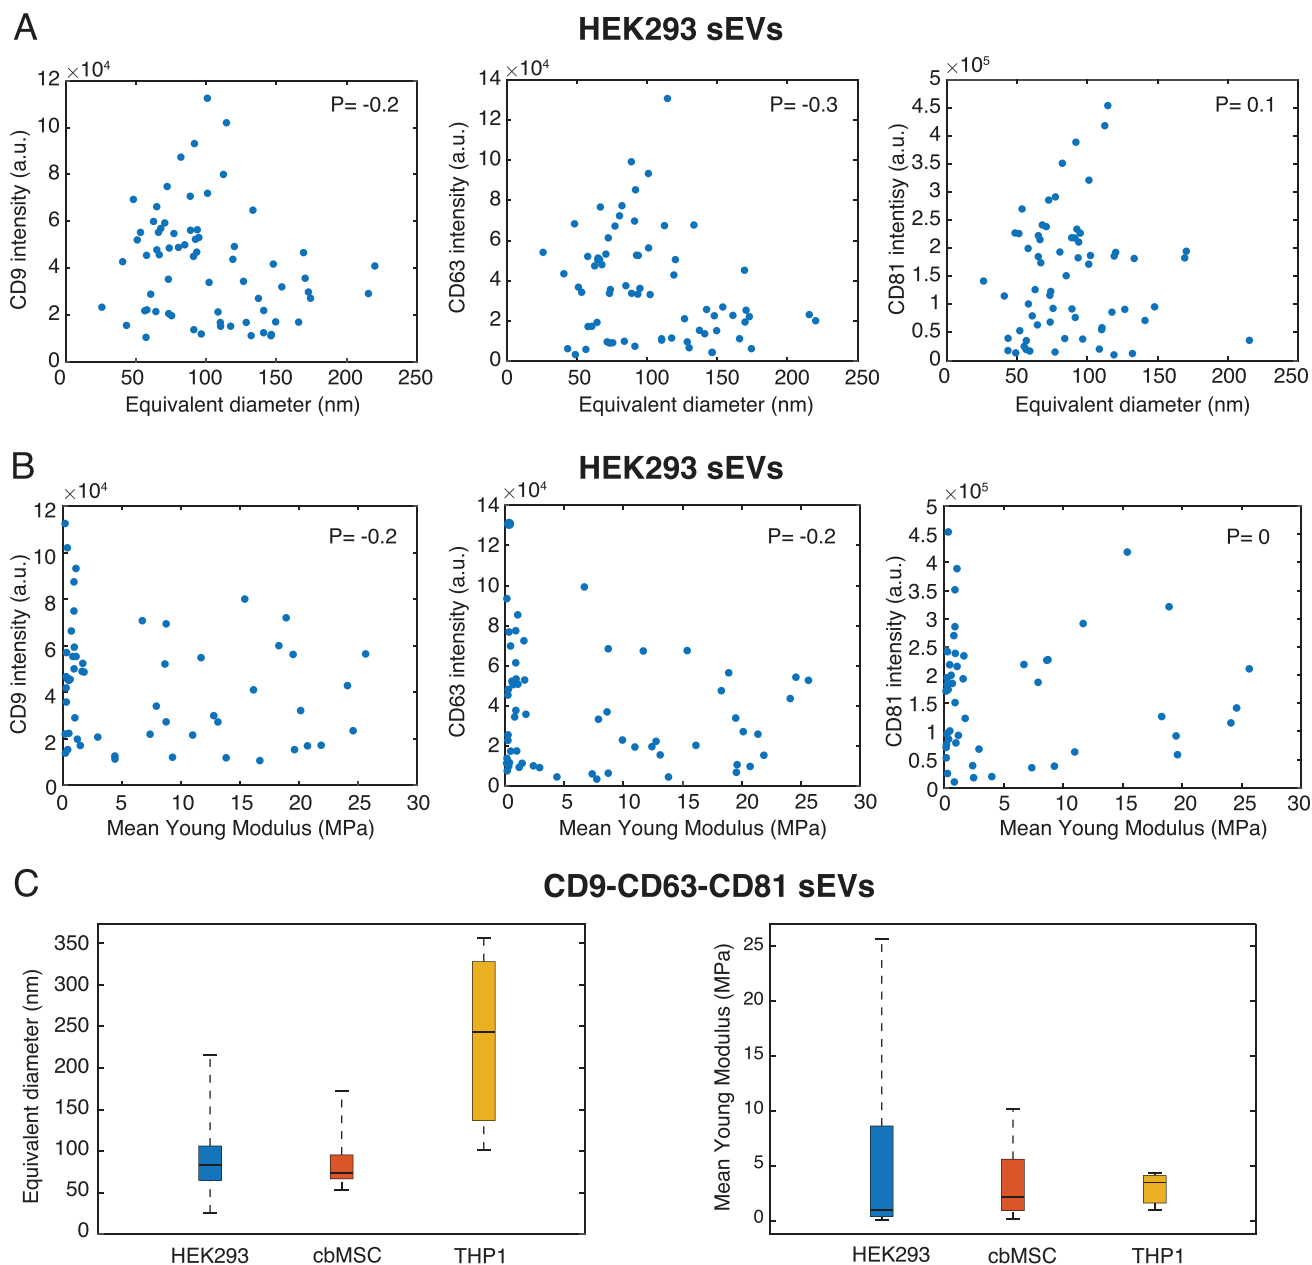 A
HEK293 sEVs
×10⁴
12
10
8
6
4
2
0
CD9 intensity (a.u.)
P= -0.2
0 50 100 150 200 250
Equivalent diameter (nm)
×10⁴
14
12
10
8
6
4
2
0
CD63 intensity (a.u.)
P= -0.3
0 50 100 150 200 250
Equivalent diameter (nm)
×10⁵
5
4.5
4
3.5
3
2.5
2
1.5
1
0.5
0
CD81 intentisy (a.u.)
P= 0.1
0 50 100 150 200 250
Equivalent diameter (nm)
B
HEK293 sEVs
×10⁴
12
10
8
6
4
2
0
CD9 intensity (a.u.)
P= -0.2
0 5 10 15 20 25 30
Mean Young Modulus (MPa)
×10⁴
14
12
10
8
6
4
2
0
CD63 intensity (a.u.)
P= -0.2
0 5 10 15 20 25 30
Mean Young Modulus (MPa)
×10⁵
5
4.5
4
3.5
3
2.5
2
1.5
1
0.5
0
CD81 intensity (a.u.)
P= 0
0 5 10 15 20 25 30
Mean Young Modulus (MPa)
C
CD9-CD63-CD81 sEVs
350
300
250
200
150
100
50
0
Equivalent diameter (nm)
HEK293 cbMSC THP1
25
20
15
10
5
0
Mean Young Modulus (MPa)
HEK293 cbMSC THP1